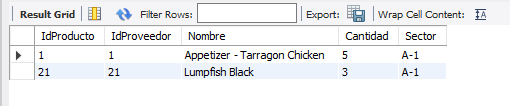 Result Grid Filter Rows: Export: Wrap Cell Content:
IdProducto IdProveedor Nombre Cantidad Sector
1 1 Appetizer - Tarragon Chicken 5 A-1
21 21 Lumpfish Black 3 A-1